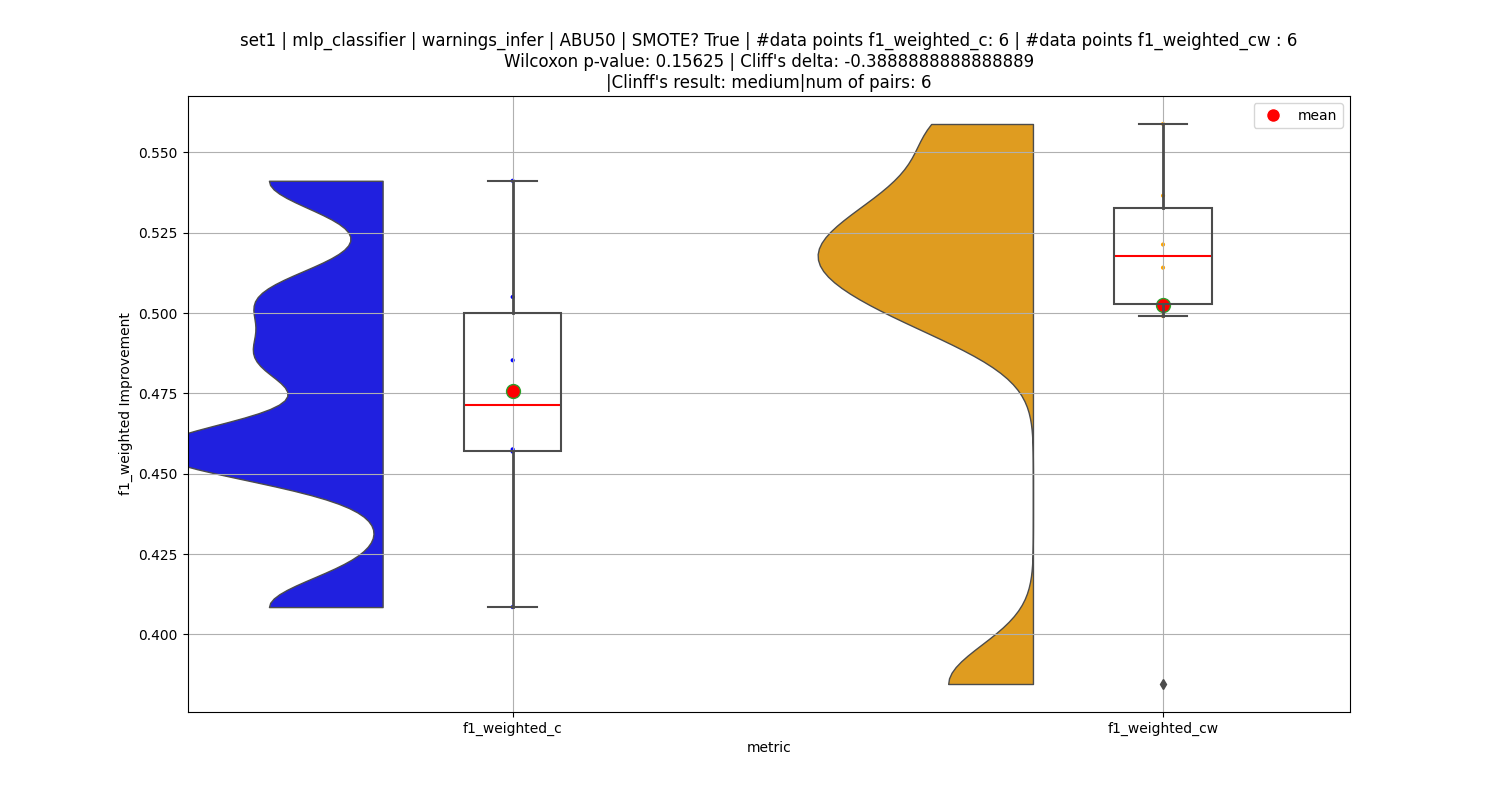 set1 | mlp_classifier | warnings_infer | ABU50 | SMOTE? True | #data points f1_weighted_c: 6 | #data points f1_weighted_cw : 6
Wilcoxon p-value: 0.15625 | Cliff's delta: -0.3888888888888889
|Clinff's result: medium|num of pairs: 6
mean
0.550
0.525
0.500
0.475
0.450
0.425
0.400
f1_weighted Improvement
f1_weighted_c
f1_weighted_cw
metric